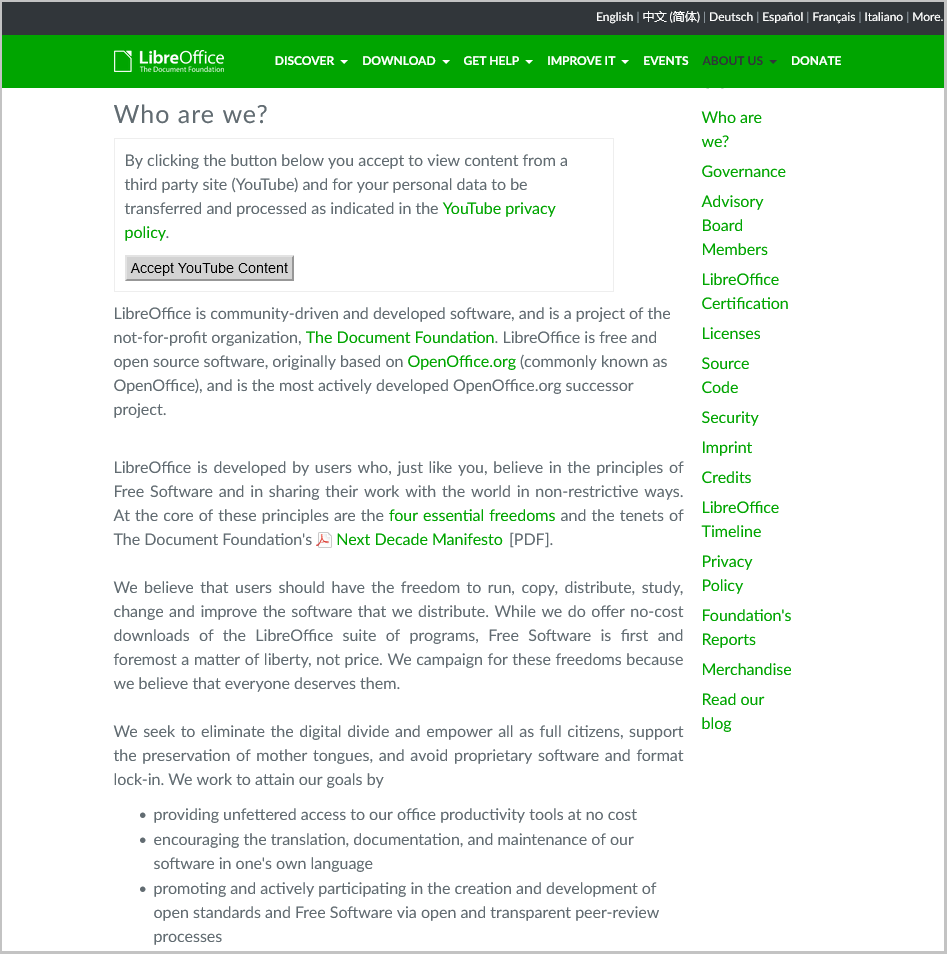 English | 中文 (简体) | Deutsch | Español | Français | Italiano | More.
LibreOffice
The Document Foundation
DISCOVER DOWNLOAD GET HELP IMPROVE IT EVENTS ABOUT US DONATE
Who are we?
By clicking the button below you accept to view content from a
third party site (YouTube) and for your personal data to be
transferred and processed as indicated in the YouTube privacy
policy.
Accept YouTube Content
LibreOffice is community-driven and developed software, and is a project of the
not-for-profit organization, The Document Foundation. LibreOffice is free and
open source software, originally based on OpenOffice.org (commonly known as
OpenOffice), and is the most actively developed OpenOffice.org successor
project.
LibreOffice is developed by users who, just like you, believe in the principles of
Free Software and in sharing their work with the world in non-restrictive ways.
At the core of these principles are the four essential freedoms and the tenets of
The Document Foundation's Next Decade Manifesto [PDF].
We believe that users should have the freedom to run, copy, distribute, study,
change and improve the software that we distribute. While we do offer no-cost
downloads of the LibreOffice suite of programs, Free Software is first and
foremost a matter of liberty, not price. We campaign for these freedoms because
we believe that everyone deserves them.
We seek to eliminate the digital divide and empower all as full citizens, support
the preservation of mother tongues, and avoid proprietary software and format
lock-in. We work to attain our goals by
• providing unfettered access to our office productivity tools at no cost
• encouraging the translation, documentation, and maintenance of our
software in one's own language
• promoting and actively participating in the creation and development of
open standards and Free Software via open and transparent peer-review
processes
Who are
we?
Governance
Advisory
Board
Members
LibreOffice
Certification
Licenses
Source
Code
Security
Imprint
Credits
LibreOffice
Timeline
Privacy
Policy
Foundation's
Reports
Merchandise
Read our
blog